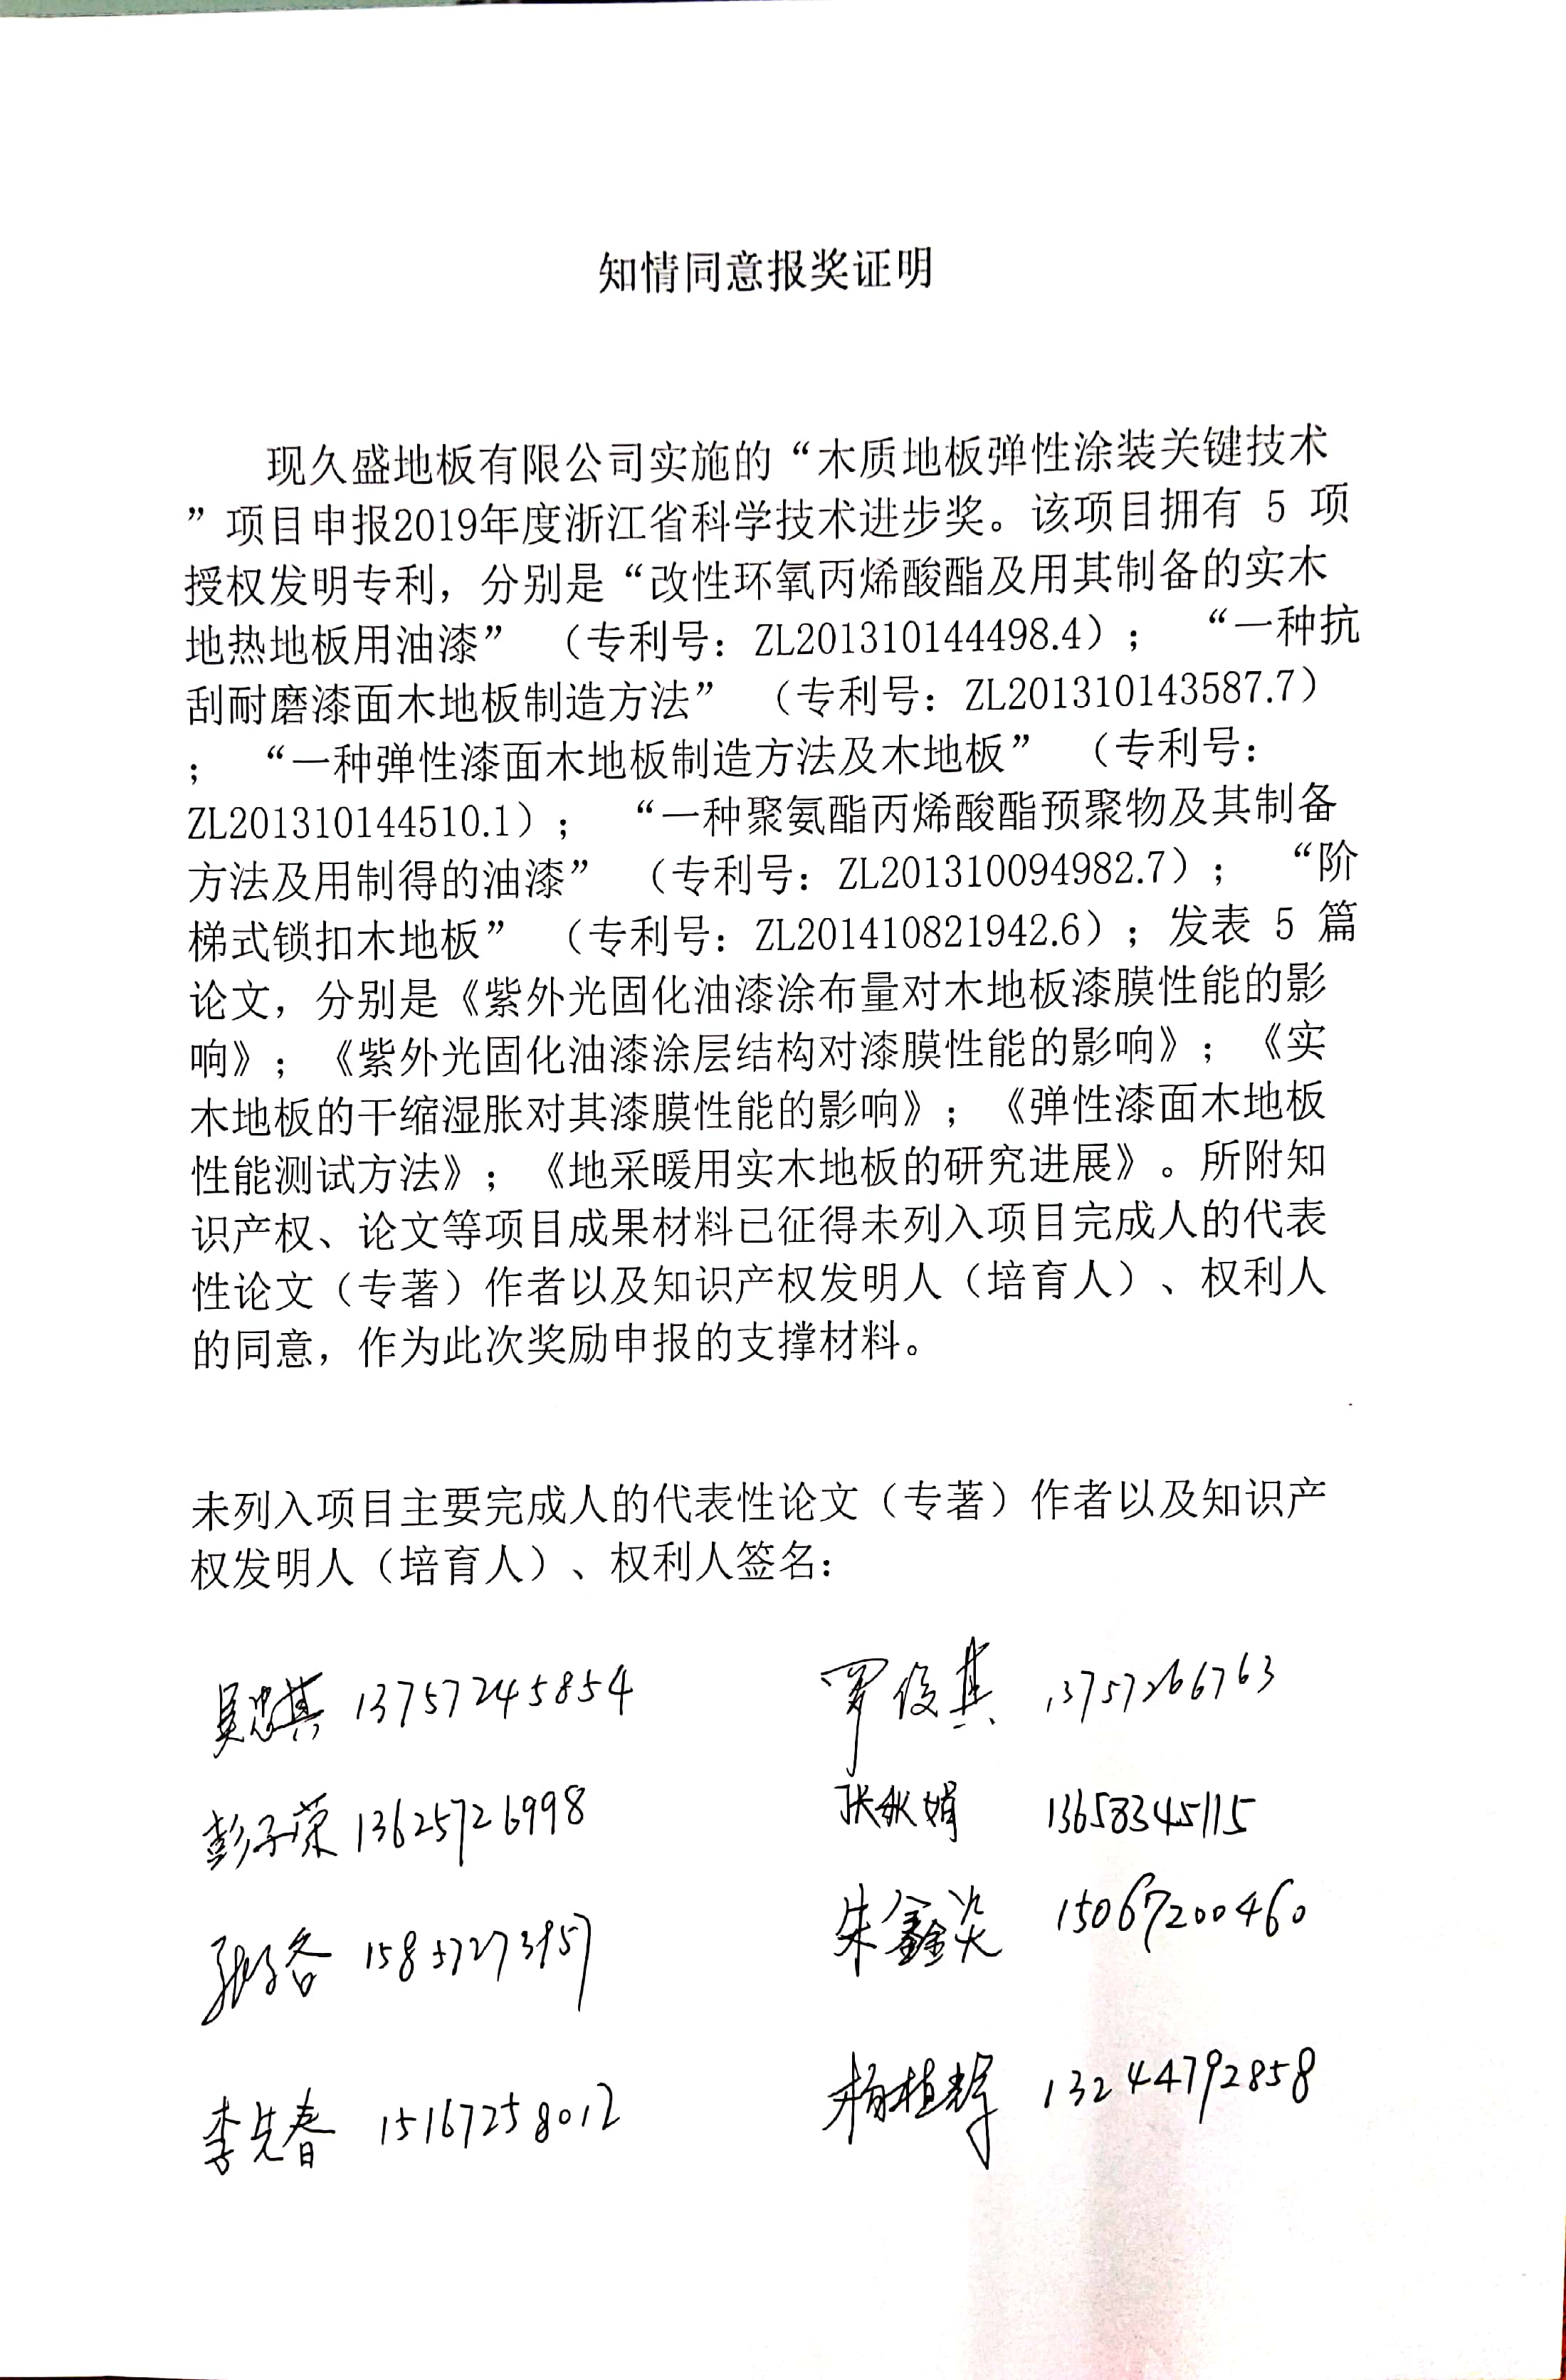 知情同意报奖证明
现久盛地板有限公司实施的“木质地板弹性涂装关键技术
”项目申报2019年度浙江省科学技术进步奖。该项目拥有 5 项
授权发明专利，分别是“改性环氧丙烯酸酯及用其制备的实木
地热地板用油漆” （专利号：ZL201310144498.4）； “一种抗
刮耐磨漆面木地板制造方法” （专利号：ZL201310143587.7）
； “一种弹性漆面木地板制造方法及木地板” （专利号：
ZL201310144510.1）； “一种聚氨酯丙烯酸酯预聚物及其制备
方法及用制得的油漆” （专利号：ZL201310094982.7）； “阶
梯式锁扣木地板” （专利号：ZL201410821942.6）；发表 5 篇
论文，分别是《紫外光固化油漆涂布量对木地板漆膜性能的影
响》；《紫外光固化油漆涂层结构对漆膜性能的影响》；《实
木地板的干缩湿胀对其漆膜性能的影响》；《弹性漆面木地板
性能测试方法》；《地采暖用实木地板的研究进展》。所附知
识产权、论文等项目成果材料已征得未列入项目完成人的代表
性论文（专著）作者以及知识产权发明人（培育人）、权利人
的同意，作为此次奖励申报的支撑材料。
未列入项目主要完成人的代表性论文（专著）作者以及知识产
权发明人（培育人）、权利人签名：
吴忠其 13757245854 罗俊其 13757266763
彭子荣 13625726998 张秋娟 13658345115
朱鑫炎 15067200460
李先春 15167258012 杨植辉 13244792858